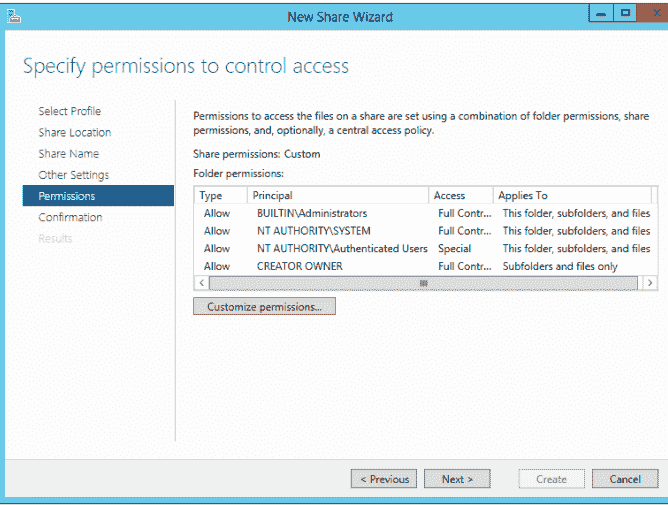 New Share Wizard
Specify permissions to control access
Select Profile
Share Location
Share Name
Other Settings
Permissions
Confirmation
Results
Permissions to access the files on a share are set using a combination of folder permissions, share
permissions, and, optionally, a central access policy.
Share permissions: Custom
Folder permissions:
Type Principal Access Applies To
Allow BUILTIN\Administrators Full Contr... This folder, subfolders, and files
Allow NT AUTHORITY\SYSTEM Full Contr... This folder, subfolders, and files
Allow NT AUTHORITY\Authenticated Users Special This folder, subfolders, and files
Allow CREATOR OWNER Full Contr... Subfolders and files only
Customize permissions...
< Previous Next > Create Cancel